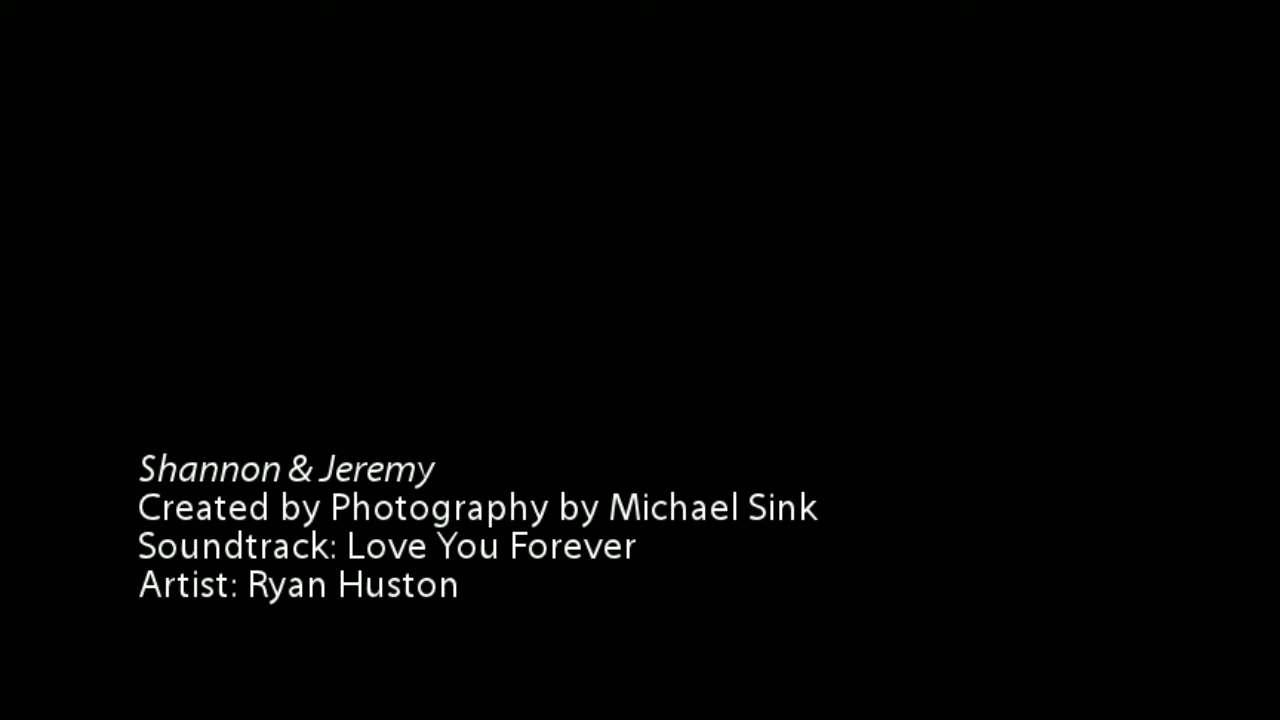 Shannon & Jeremy
Created by Photography by Michael Sink
Soundtrack: Love You Forever
Artist: Ryan Huston